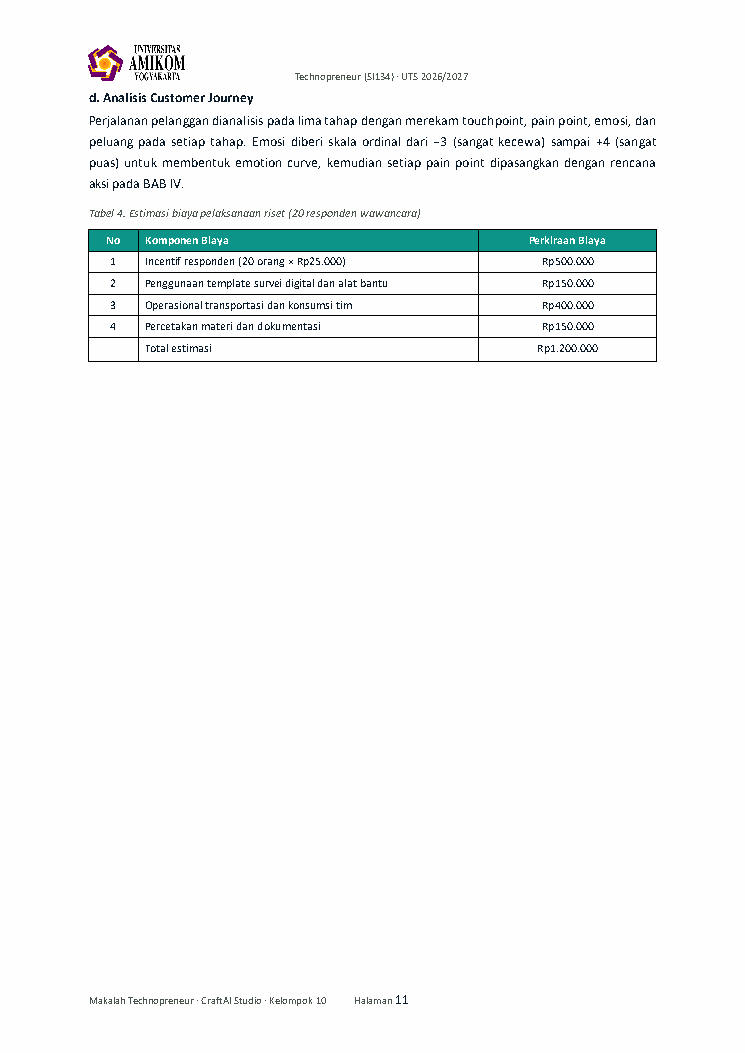 UNIVERSITAS
AMIKOM
YOGYAKARTA
Technopreneur (SI134) · UTS 2026/2027
d. Analisis Customer Journey
Perjalanan pelanggan dianalisis pada lima tahap dengan merekam touchpoint, pain point, emosi, dan
peluang pada setiap tahap. Emosi diberi skala ordinal dari −3 (sangat kecewa) sampai +4 (sangat
puas) untuk membentuk emotion curve, kemudian setiap pain point dipasangkan dengan rencana
aksi pada BAB IV.
Tabel 4. Estimasi biaya pelaksanaan riset (20 responden wawancara)
No Komponen Biaya Perkiraan Biaya
1 Incentif responden (20 orang × Rp25.000) Rp500.000
2 Penggunaan template survei digital dan alat bantu Rp150.000
3 Operasional transportasi dan konsumsi tim Rp400.000
4 Percetakan materi dan dokumentasi Rp150.000
Total estimasi Rp1.200.000
Makalah Technopreneur · CraftAI Studio · Kelompok 10 Halaman 11